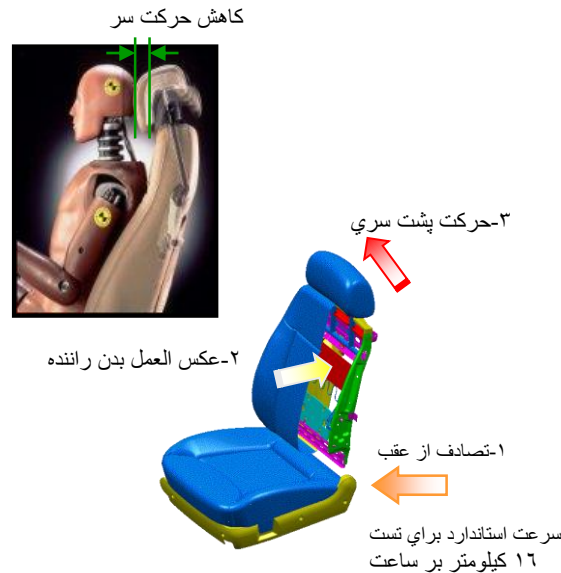 کاهش حرکت سر
۳-حرکت پشت سري
۲-عکس العمل بدن راننده
۱-تصادف از عقب
سرعت استاندارد براي تست
۱۶ کیلومتر بر ساعت